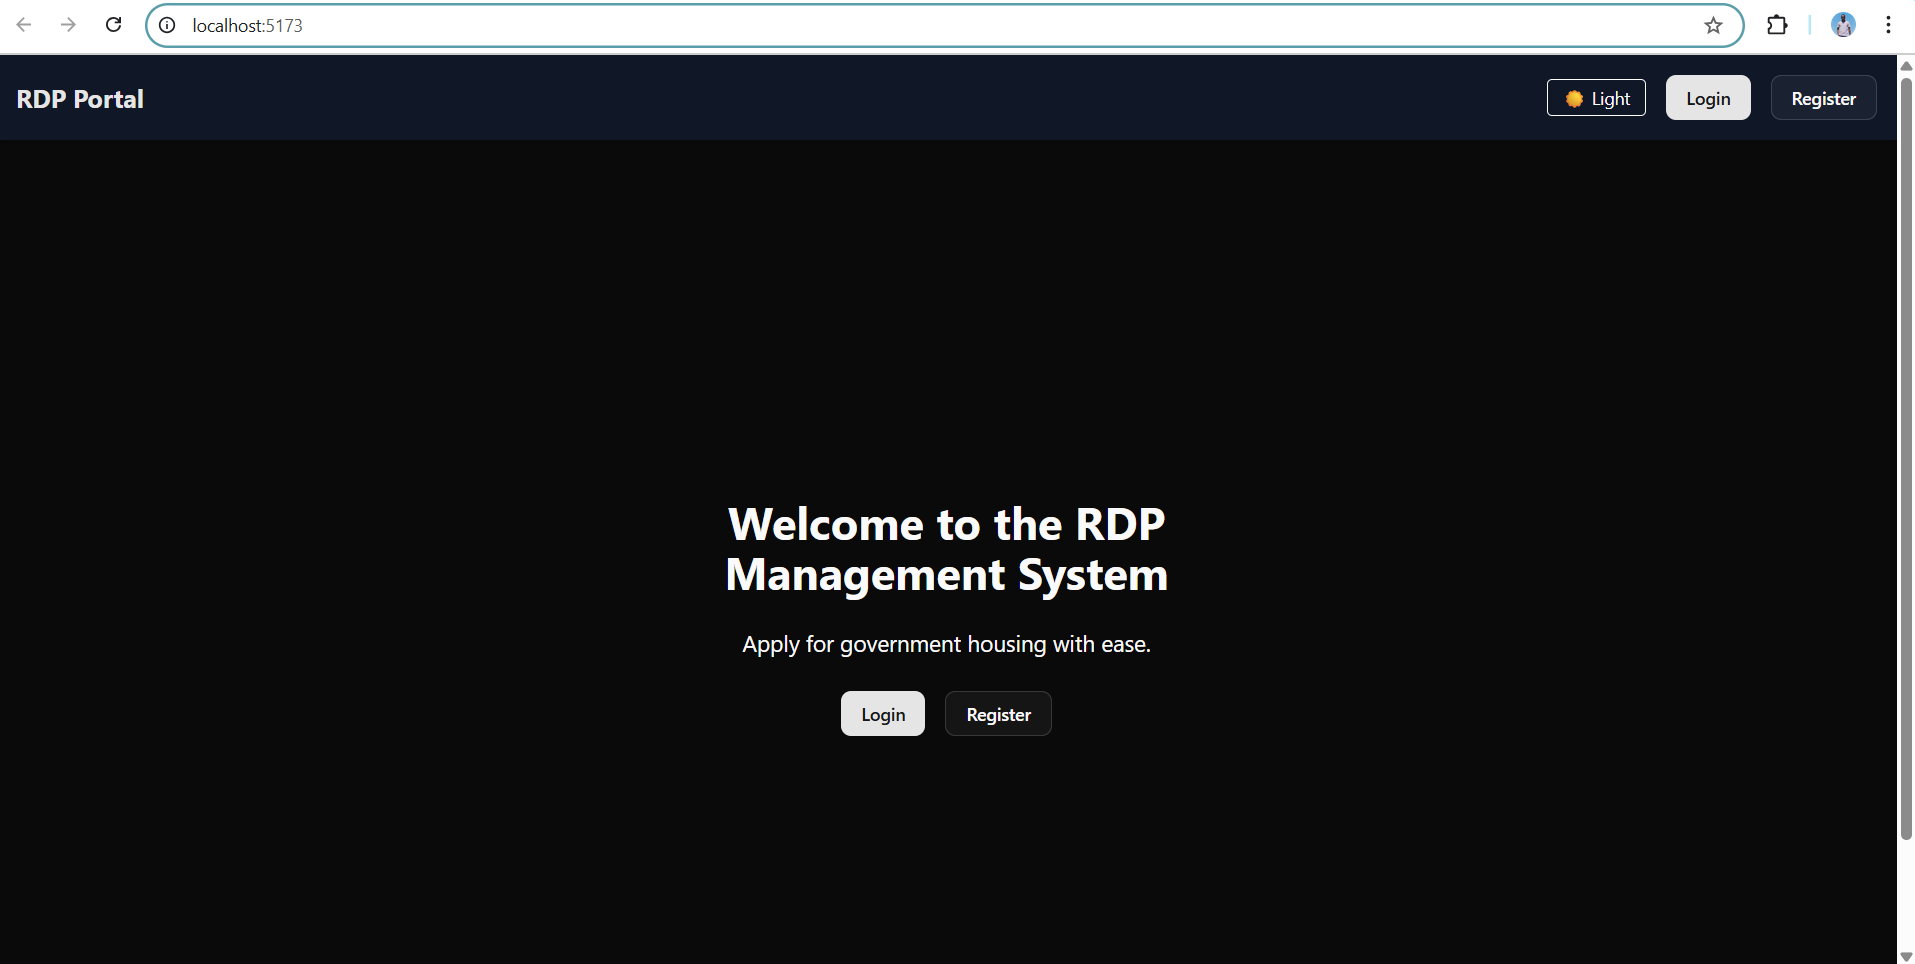 localhost:5173
RDP Portal
Light
Login
Register
Welcome to the RDP
Management System
Apply for government housing with ease.
Login
Register